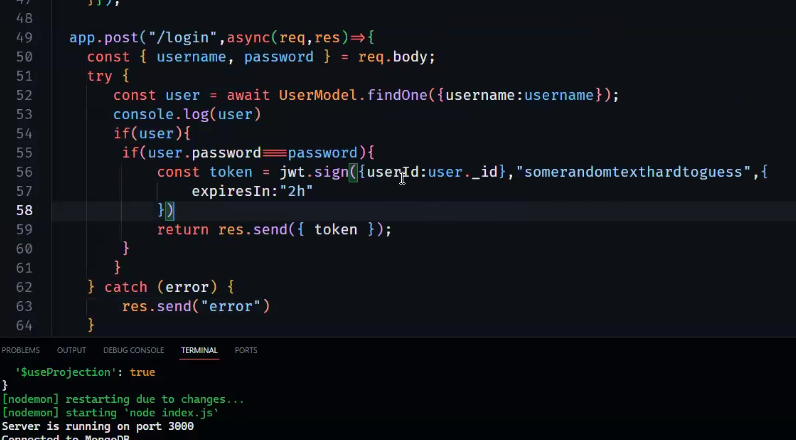 47 });
48
49 app.post("/login",async(req,res)=>{
50 const { username, password } = req.body;
51 try {
52 const user = await UserModel.findOne({username:username});
53 console.log(user)
54 if(user){
55 if(user.password===password){
56 const token = jwt.sign({userId:user._id},"somerandomtexthardtoguess",{
57 expiresIn:"2h"
58 })
59 return res.send({ token });
60 }
61 }
62 } catch (error) {
63 res.send("error")
64 }
PROBLEMS OUTPUT DEBUG CONSOLE TERMINAL PORTS
'$useProjection': true
}
[nodemon] restarting due to changes...
[nodemon] starting `node index.js`
Server is running on port 3000
Connected to MongoDB